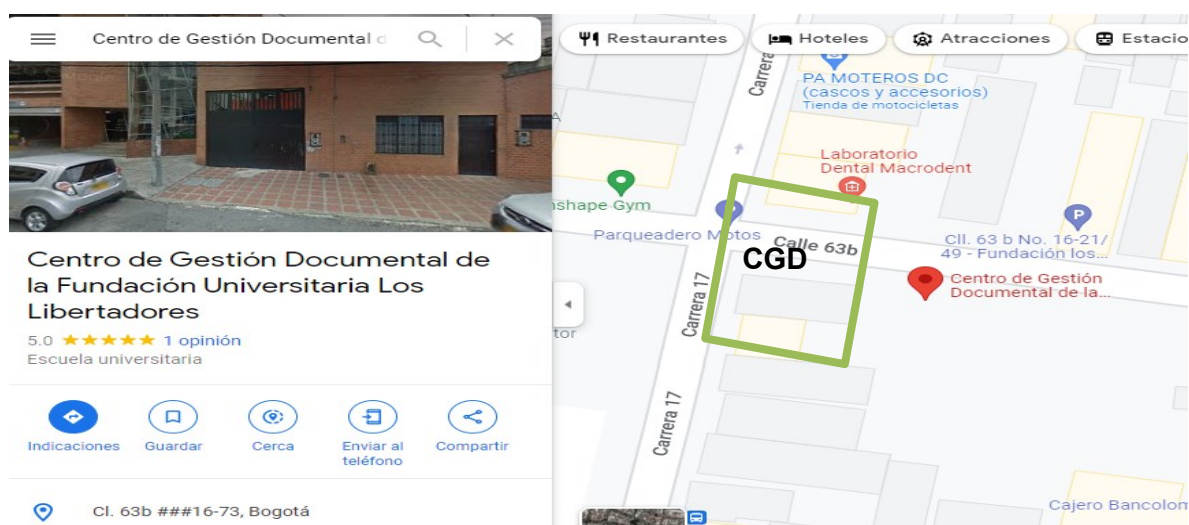 Centro de Gestión Documental d
Centro de Gestión Documental de
la Fundación Universitaria Los
Libertadores
5.0 ★★★★★ 1 opinión
Escuela universitaria
Indicaciones
Guardar
Cerca
Enviar al
teléfono
Compartir
Cl. 63b ###16-73, Bogotá
Restaurantes
Hoteles
Atracciones
Estacio
Carrera
PA MOTEROS DC
(cascos y accesorios)
Tienda de motocicletas
Laboratorio
Dental Macrodent
nshape Gym
Parqueadero Motos
Calle 63b
CGD
P
Cll. 63 b No. 16-21/
49 - Fundación los...
Centro de Gestión
Documental de la...
Carrera 17
tor
Carrera 17
Cajero Bancolom